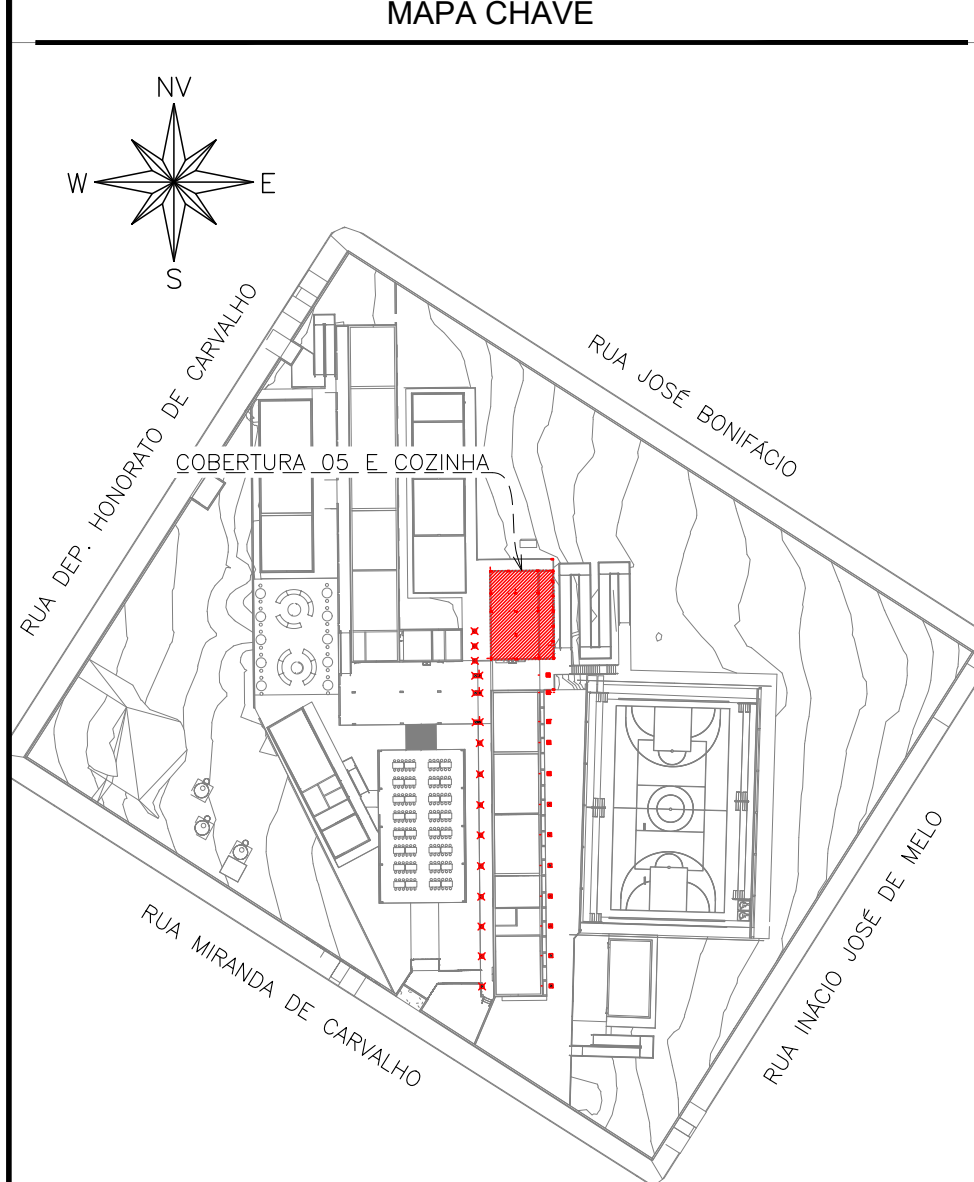 MAPA CHAVE
NV
W
E
S
RUA DEP. HONORATO DE CARVALHO
RUA JOSÉ BONIFÁCIO
COBERTURA 05 E COZINHA
RUA MIRANDA DE CARVALHO
RUA INÁCIO JOSÉ DE MELO